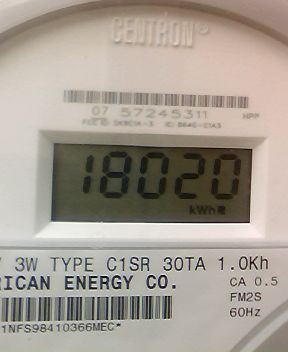 CENTRON®
07 57245311 HPP
18020
kWh
3W TYPE C1SR 30TA 1.0Kh
RICAN ENERGY CO.
CA 0.5
FM2S
60Hz
1NFS98410366MEC*